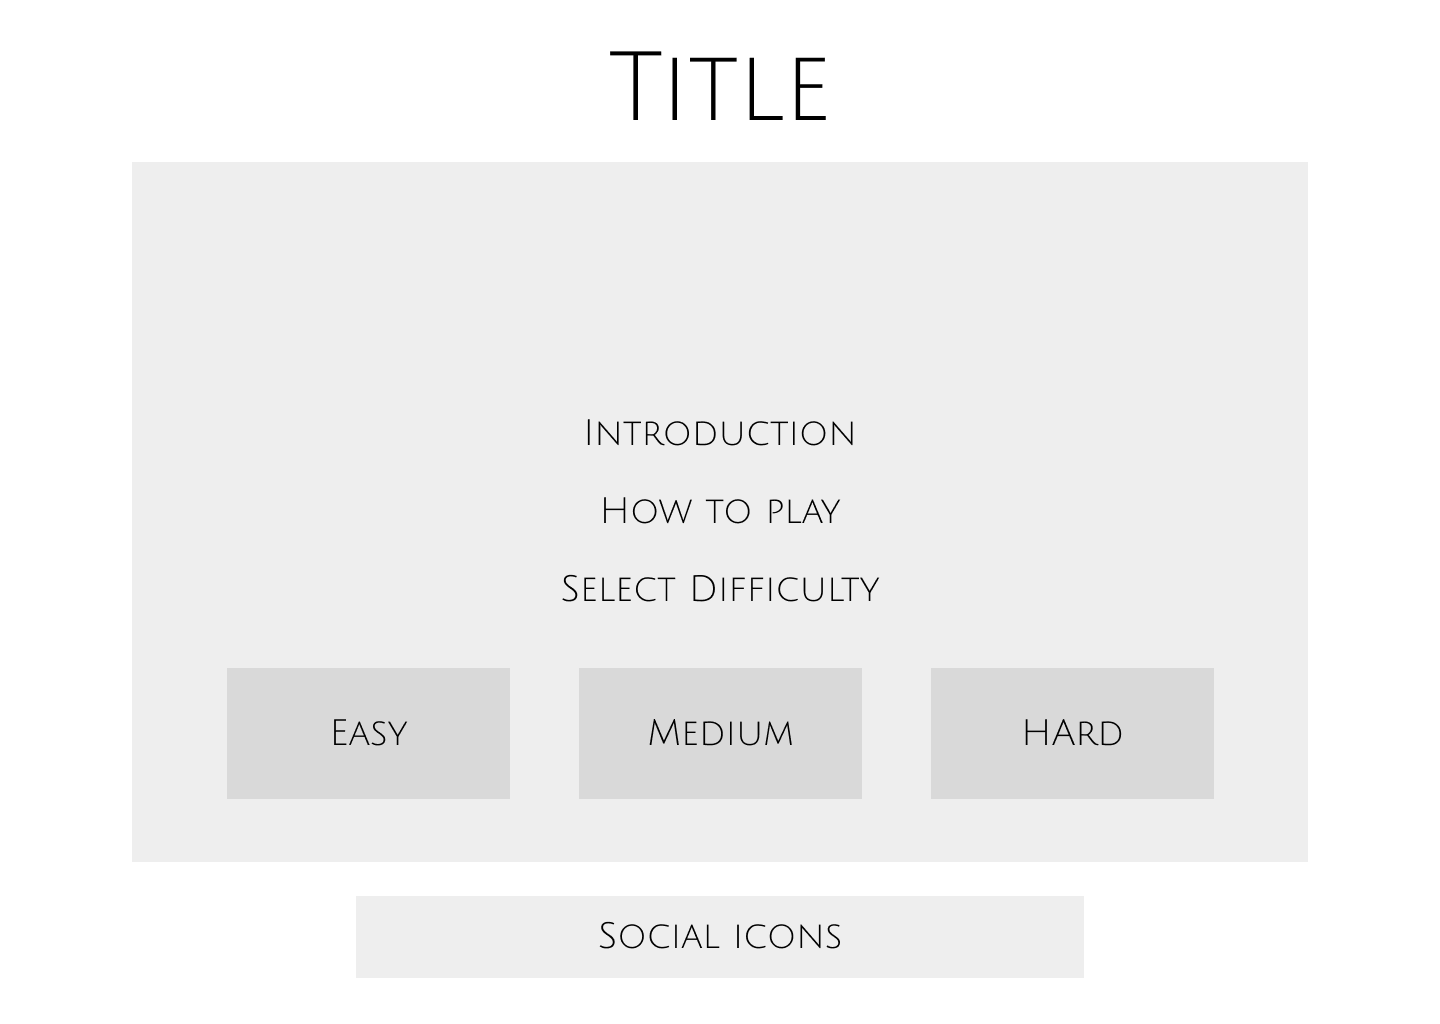 Title
Introduction
How to play
Select Difficulty
Easy
Medium
HArd
Social icons